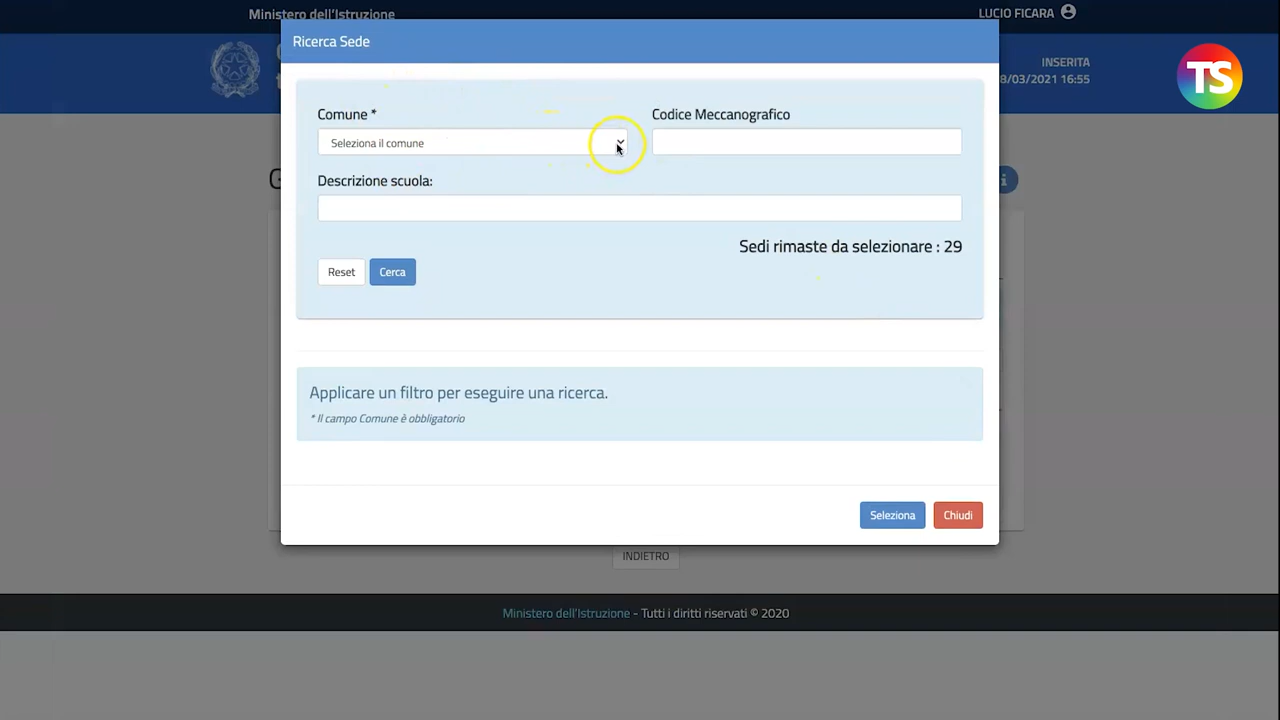 Ministero dell'Istruzione
LUCIO FICARA
Ricerca Sede
INSERITA
8/03/2021 16:55
TS
Comune *
Codice Meccanografico
Seleziona il comune
Descrizione scuola:
G
i
Sedi rimaste da selezionare : 29
Reset
Cerca
Applicare un filtro per eseguire una ricerca.
* Il campo Comune è obbligatorio
Seleziona
Chiudi
INDIETRO
Ministero dell'Istruzione - Tutti i diritti riservati © 2020